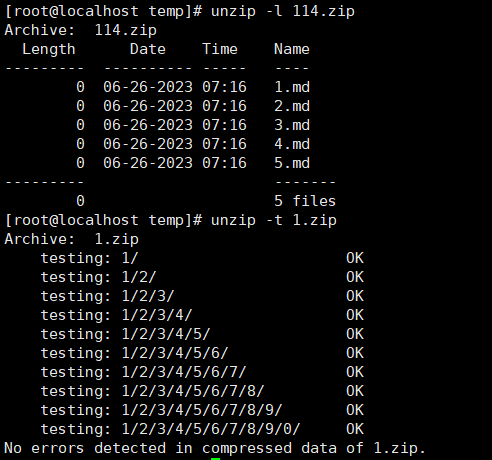 [root@localhost temp]# unzip -l 114.zip
Archive:  114.zip
  Length      Date    Time    Name
---------  ---------- -----   ----
        0  06-26-2023 07:16   1.md
        0  06-26-2023 07:16   2.md
        0  06-26-2023 07:16   3.md
        0  06-26-2023 07:16   4.md
        0  06-26-2023 07:16   5.md
---------                     -------
        0                     5 files
[root@localhost temp]# unzip -t 1.zip
Archive:  1.zip
    testing: 1/                       OK
    testing: 1/2/                     OK
    testing: 1/2/3/                   OK
    testing: 1/2/3/4/                 OK
    testing: 1/2/3/4/5/               OK
    testing: 1/2/3/4/5/6/             OK
    testing: 1/2/3/4/5/6/7/           OK
    testing: 1/2/3/4/5/6/7/8/         OK
    testing: 1/2/3/4/5/6/7/8/9/       OK
    testing: 1/2/3/4/5/6/7/8/9/0/     OK
No errors detected in compressed data of 1.zip.